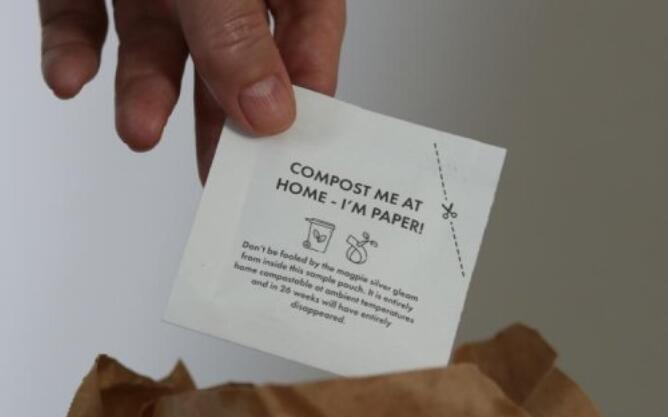 COMPOST ME AT
HOME - I'M PAPER!
Don't be fooled by the magpie silver gleam
from inside this sample pouch. It is entirely
home compostable at ambient temperatures
and in 26 weeks will have entirely
disappeared.